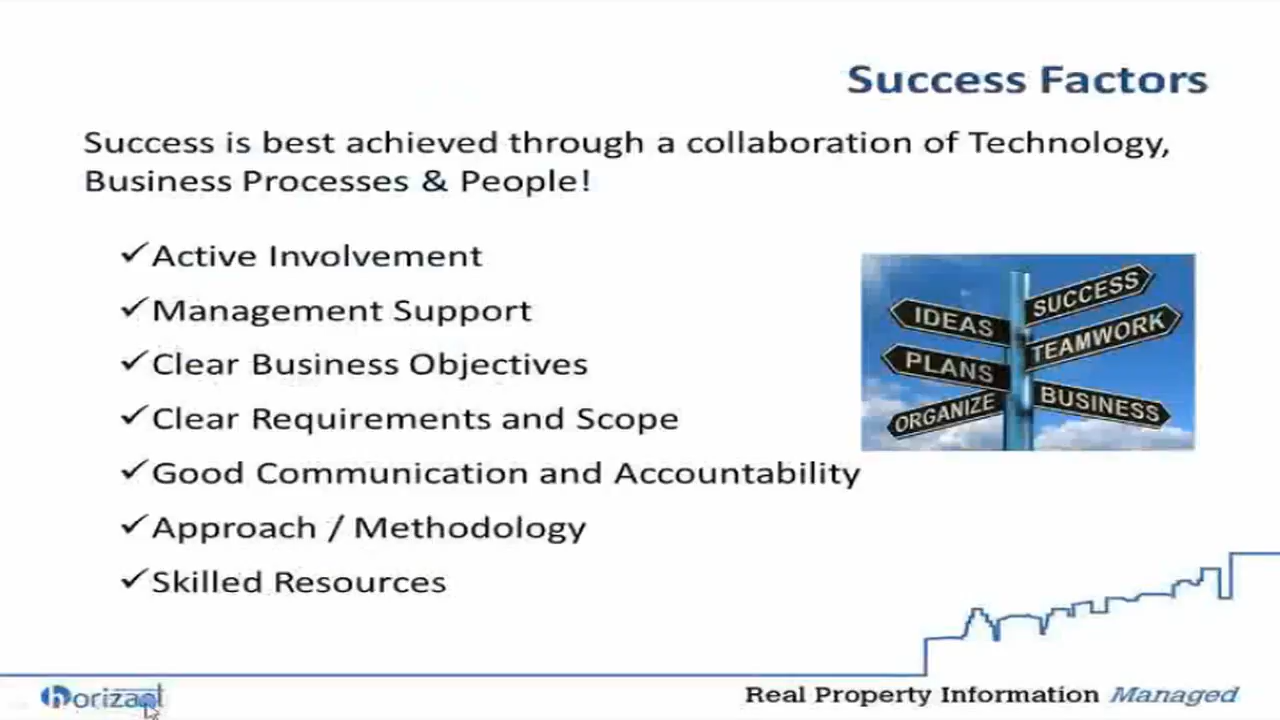 Success Factors
Success is best achieved through a collaboration of Technology,
Business Processes & People!
✓Active Involvement
✓Management Support
✓Clear Business Objectives
✓Clear Requirements and Scope
✓Good Communication and Accountability
✓Approach / Methodology
✓Skilled Resources
SUCCESS
IDEAS
TEAMWORK
PLANS
BUSINESS
ORGANIZE
Real Property Information Managed